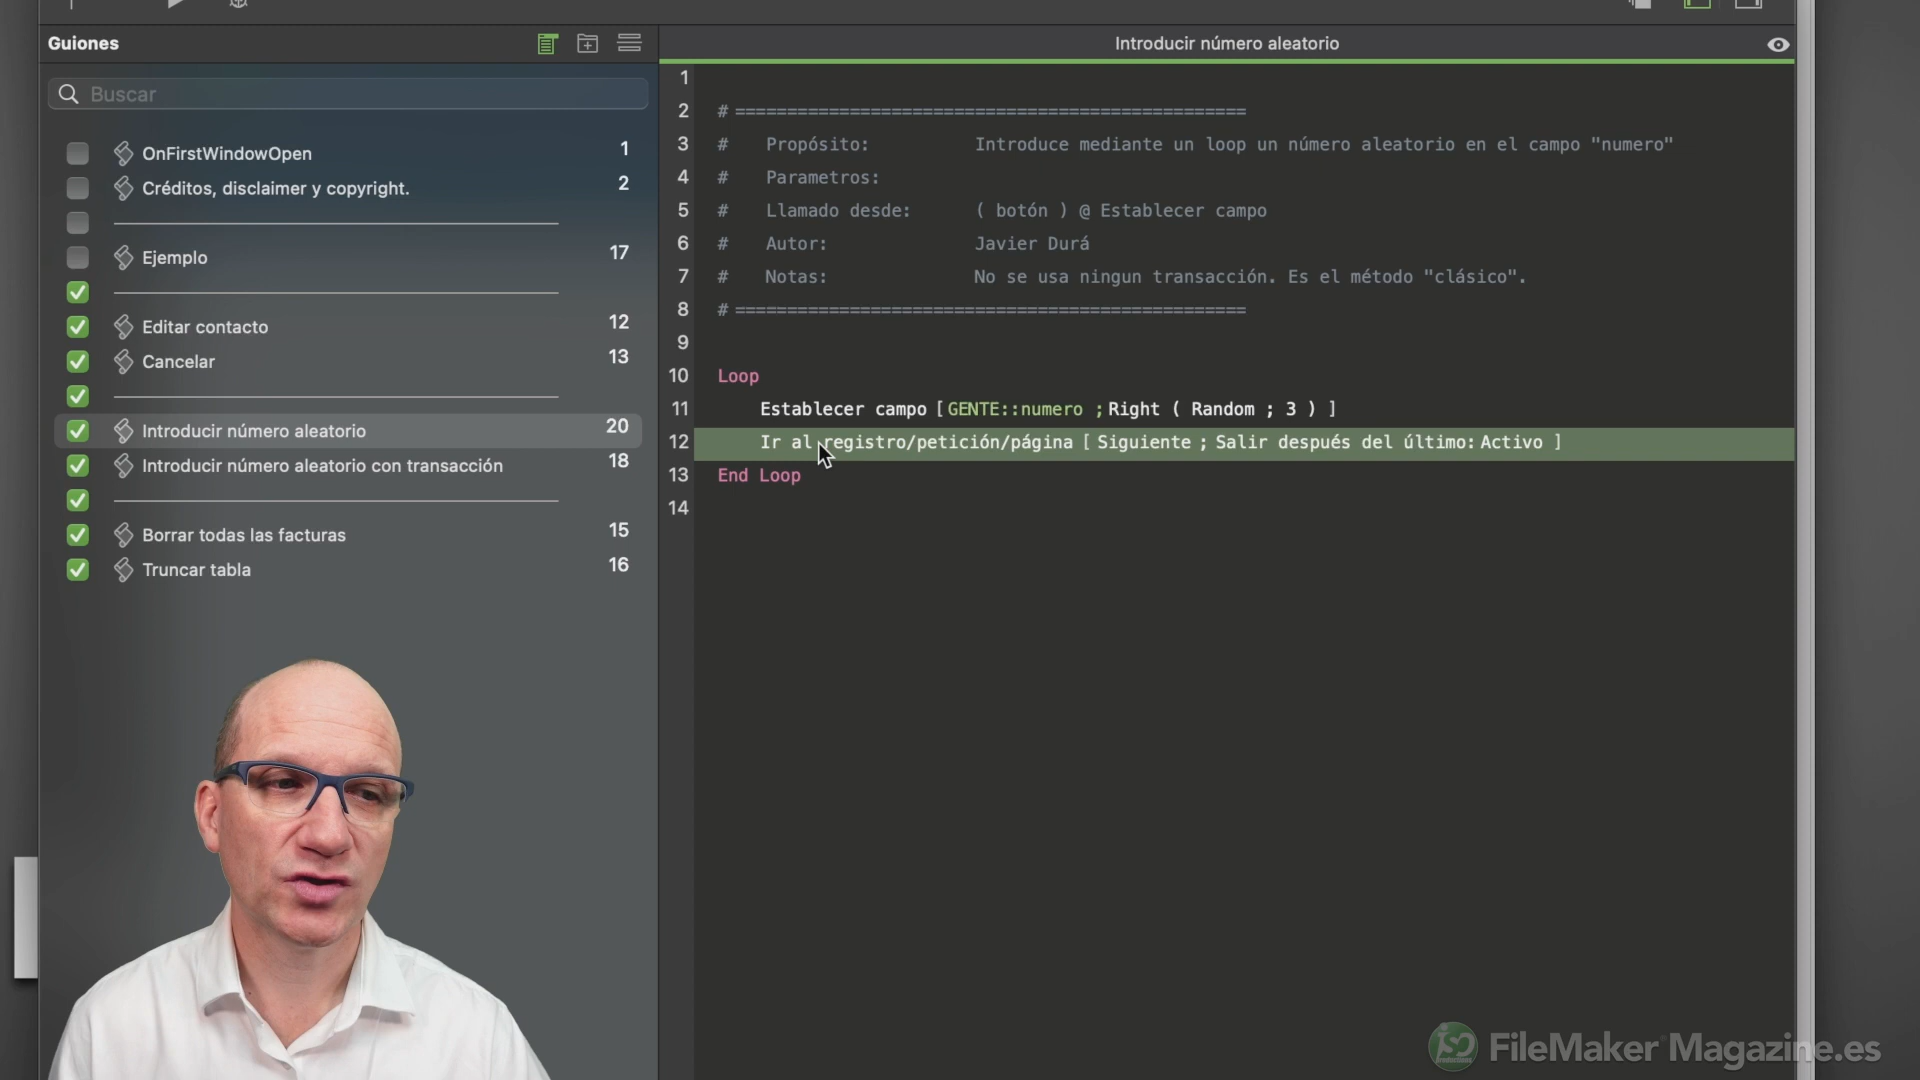 Guiones
Introducir número aleatorio
Buscar
OnFirstWindowOpen 1
Créditos, disclaimer y copyright. 2
Ejemplo 17
Editar contacto 12
Cancelar 13
Introducir número aleatorio 20
Introducir número aleatorio con transacción 18
Borrar todas las facturas 15
Truncar tabla 16
1
2 # =================================================
3 # Propósito: Introduce mediante un loop un número aleatorio en el campo "numero"
4 # Parametros:
5 # Llamado desde: ( botón ) @ Establecer campo
6 # Autor: Javier Durá
7 # Notas: No se usa ningun transacción. Es el método "clásico".
8 # =================================================
9
10 Loop
11 Establecer campo [ GENTE::numero ; Right ( Random ; 3 ) ]
12 Ir al registro/petición/página [ Siguiente ; Salir después del último: Activo ]
13 End Loop
14
FileMaker Magazine.es